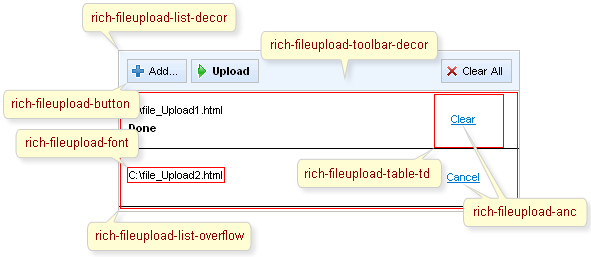 rich-fileupload-list-decor
rich-fileupload-toolbar-decor
Add... Upload Clear All
rich-fileupload-button
\file_Upload1.html
Done
Clear
rich-fileupload-font
C:\file_Upload2.html
rich-fileupload-table-td
Cancel
rich-fileupload-anc
rich-fileupload-list-overflow